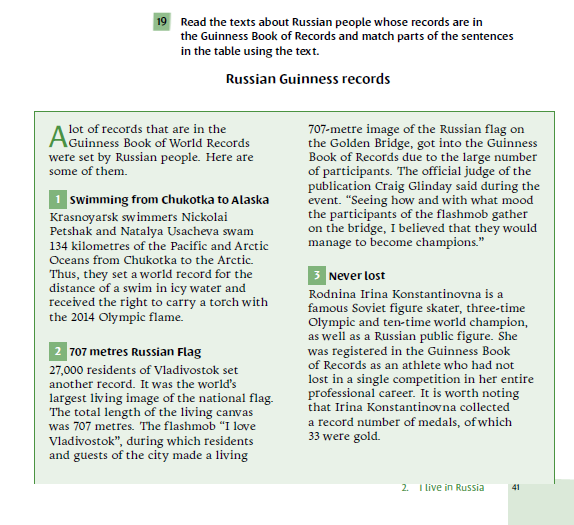 19 Read the texts about Russian people whose records are in
the Guinness Book of Records and match parts of the sentences
in the table using the text.
Russian Guinness records
A lot of records that are in the
Guinness Book of World Records
were set by Russian people. Here are
some of them.
1 Swimming from Chukotka to Alaska
Krasnoyarsk swimmers Nickolai
Petshak and Natalya Usacheva swam
134 kilometres of the Pacific and Arctic
Oceans from Chukotka to the Arctic.
Thus, they set a world record for the
distance of a swim in icy water and
received the right to carry a torch with
the 2014 Olympic flame.
2 707 metres Russian Flag
27,000 residents of Vladivostok set
another record. It was the world's
largest living image of the national flag.
The total length of the living canvas
was 707 metres. The flashmob “I love
Vladivostok”, during which residents
and guests of the city made a living
707-metre image of the Russian flag on
the Golden Bridge, got into the Guinness
Book of Records due to the large number
of participants. The official judge of the
publication Craig Glinday said during the
event. “Seeing how and with what mood
the participants of the flashmob gather
on the bridge, I believed that they would
manage to become champions.”
3 Never lost
Rodnina Irina Konstantinovna is a
famous Soviet figure skater, three-time
Olympic and ten-time world champion,
as well as a Russian public figure. She
was registered in the Guinness Book
of Records as an athlete who had not
lost in a single competition in her entire
professional career. It is worth noting
that Irina Konstantinovna collected
a record number of medals, of which
33 were gold.
2. I live in Russia 41